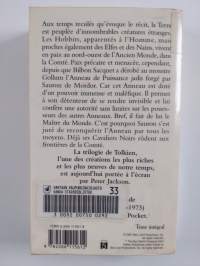 Aux temps reculés qu'évoque le récit, la Terre
est peuplée d'innombrables créatures étranges.
Les Hobbits, apparentés à l'Homme, mais
proches également des Elfes et des Nains, vivent
en paix au nord-ouest de l'Ancien Monde, dans
la Comté. Paix précaire et menacée, cependant,
depuis que Bilbon Sacquet a dérobé au monstre
Gollum l'Anneau de Puissance jadis forgé par
Sauron de Mordor. Car cet Anneau est doté
d'un pouvoir immense et maléfique. Il permet à
son détenteur de se rendre invisible et lui
confère une autorité sans limites sur les posses-
seurs des autres Anneaux. Bref, il fait de lui le
Maître du Monde. C'est pourquoi Sauron s'est
juré de reconquérir l'Anneau par tous les
moyens. Déjà ses Cavaliers Noirs rôdent aux
frontières de la Comté.
La trilogie de Tolkien,
l'une des créations les plus riches
et les plus neuves de notre temps,
est aujourd'hui portée à l'écran
par Peter Jackson.
33
de
-1973)
Pocket.
Texte intégral